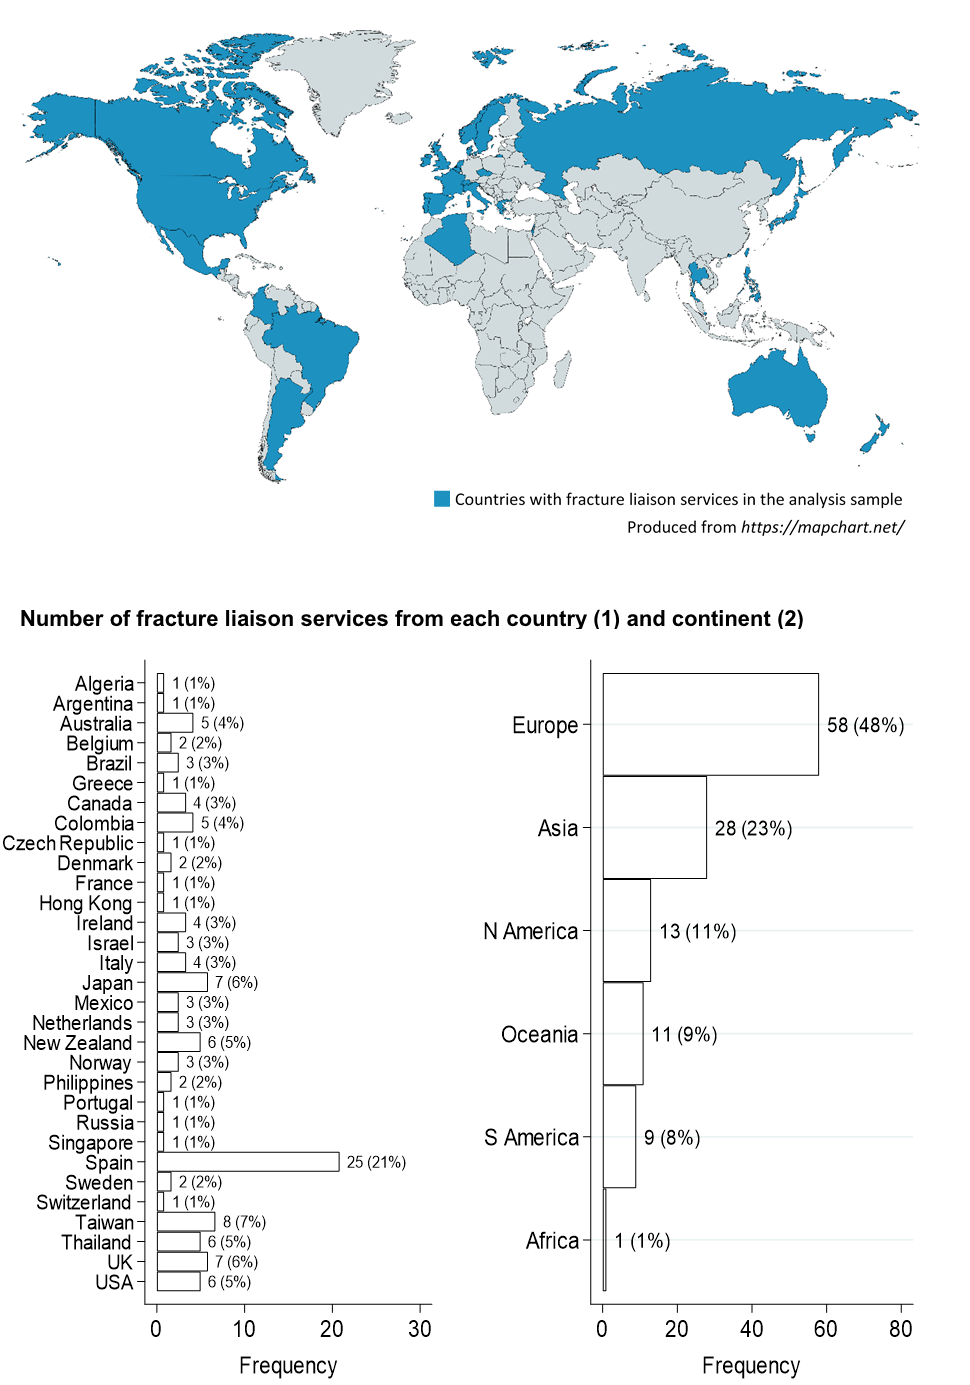 Countries with fracture liaison services in the analysis sample
Produced from https://mapchart.net/
Number of fracture liaison services from each country (1) and continent (2)
Algeria 1 (1%)
Argentina 1 (1%)
Australia 5 (4%)
Belgium 2 (2%)
Brazil 3 (3%)
Greece 1 (1%)
Canada 4 (3%)
Colombia 5 (4%)
Czech Republic 1 (1%)
Denmark 2 (2%)
France 1 (1%)
Hong Kong 1 (1%)
Ireland 4 (3%)
Israel 3 (3%)
Italy 4 (3%)
Japan 7 (6%)
Mexico 3 (3%)
Netherlands 3 (3%)
New Zealand 6 (5%)
Norway 3 (3%)
Philippines 2 (2%)
Portugal 1 (1%)
Russia 1 (1%)
Singapore 1 (1%)
Spain 25 (21%)
Sweden 2 (2%)
Switzerland 1 (1%)
Taiwan 8 (7%)
Thailand 6 (5%)
UK 7 (6%)
USA 6 (5%)
0 10 20 30
Frequency
Europe 58 (48%)
Asia 28 (23%)
N America 13 (11%)
Oceania 11 (9%)
S America 9 (8%)
Africa 1 (1%)
0 20 40 60 80
Frequency